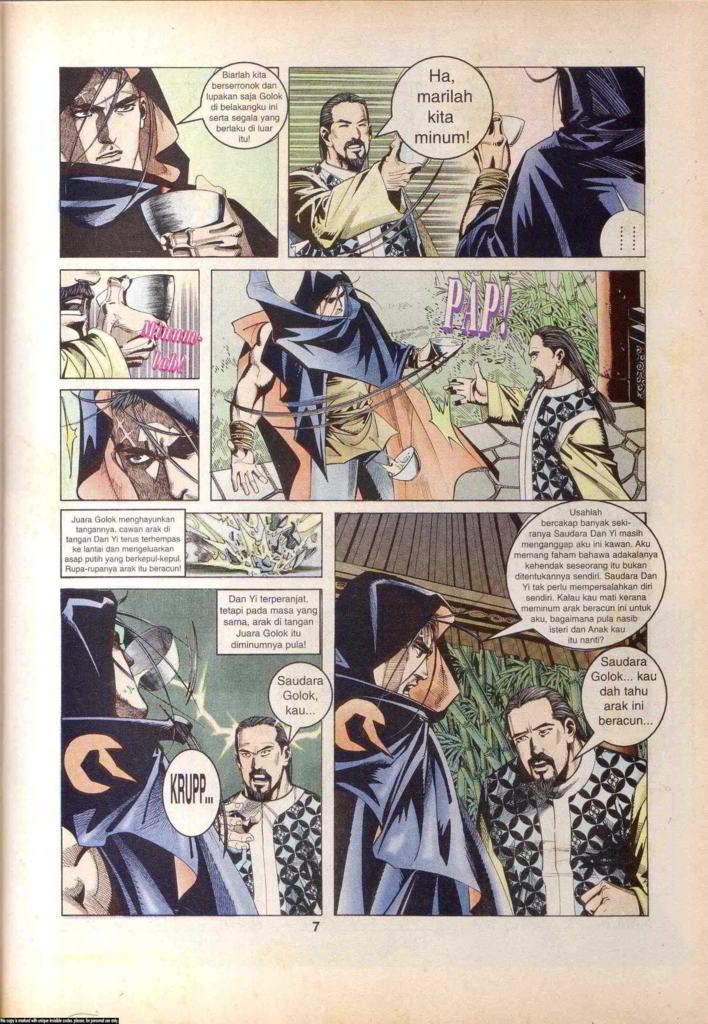 Biarlah kita
berserronok dan
lupakan saja Golok
di belakangku ini
serta segala yang
berlaku di luar
itu!
Ha,
marilah
kita
minum!
PAP!
Juara Golok menghayunkan
tangannya, cawan arak di
tangan Dan Yi terus terhempas
ke lantai dan mengeluarkan
asap putih yang berkepul-kepul.
Rupa-rupanya arak itu beracun!
Dan Yi terperanjat,
tetapi pada masa yang
sama, arak di tangan
Juara Golok itu
diminumnya pula!
Saudara
Golok,
kau...
KRUPP...
Usahlah
bercakap banyak seki-
ranya Saudara Dan Yi masih
menganggap aku ini kawan. Aku
memang faham bahawa adakalanya
kehendak seseorang itu bukan
ditentukannya sendiri. Saudara Dan
Yi tak perlu mempersalahkan diri
sendiri. Kalau kau mati kerana
meminum arak beracun ini untuk
aku, bagaimana pula nasib
isteri dan Anak kau
itu nanti?
Saudara
Golok... kau
dah tahu
arak ini
beracun...
7